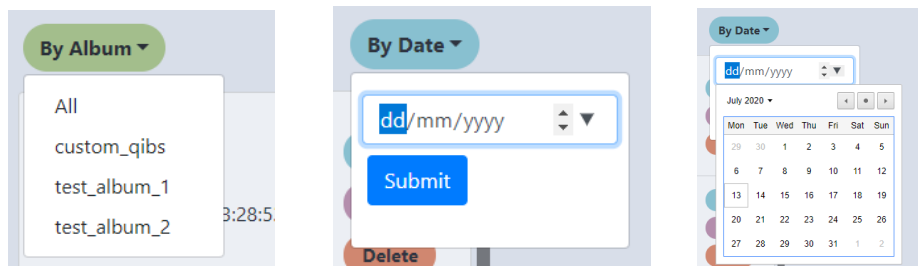 By Album
All
custom_qibs
test_album_1
test_album_2
3:28:5
By Date
dd/mm/yyyy
Submit
Delete
By Date
dd/mm/yyyy
July 2020
Mon Tue Wed Thu Fri Sat Sun
29 30 1 2 3 4 5
6 7 8 9 10 11 12
13 14 15 16 17 18 19
20 21 22 23 24 25 26
27 28 29 30 31 1 2